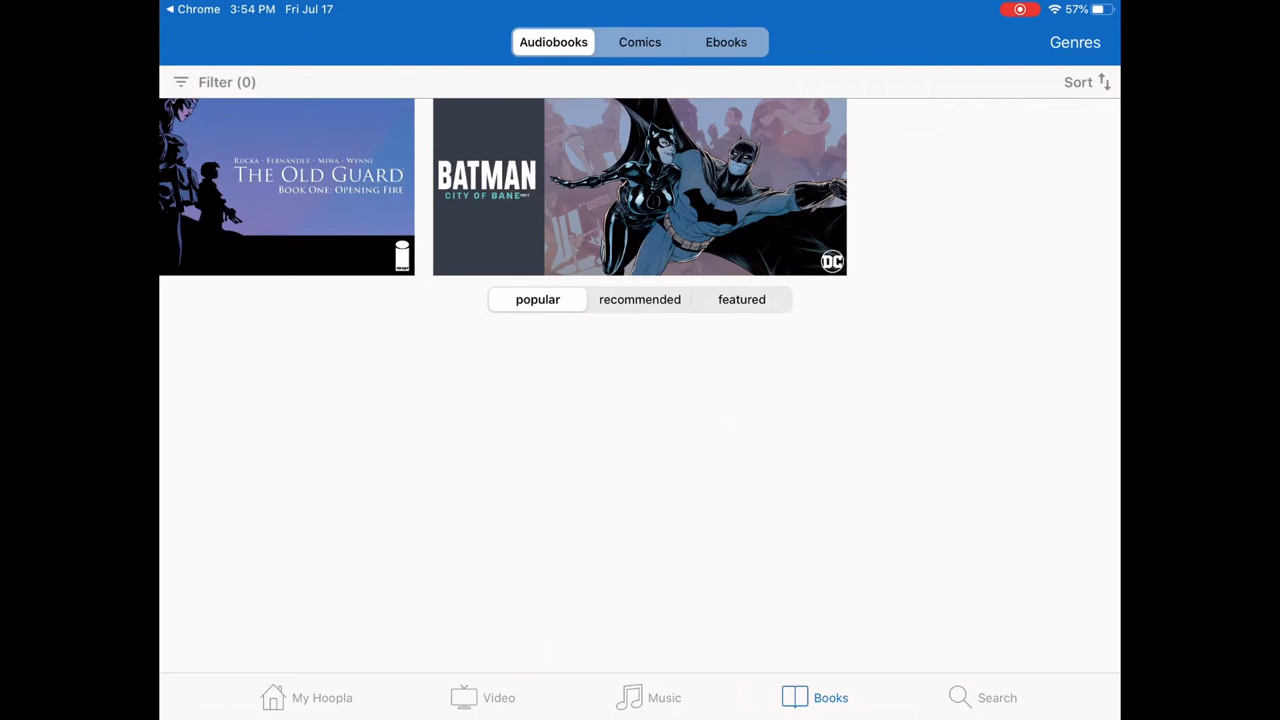 Chrome 3:54 PM Fri Jul 17 57%
Audiobooks Comics Ebooks Genres
Filter (0) Sort
RUCKA · FERNÁNDEZ · MIWA · WYNNE
THE OLD GUARD
BOOK ONE: OPENING FIRE
image
BATMAN
CITY OF BANE
DC
popular recommended featured
My Hoopla Video Music Books Search